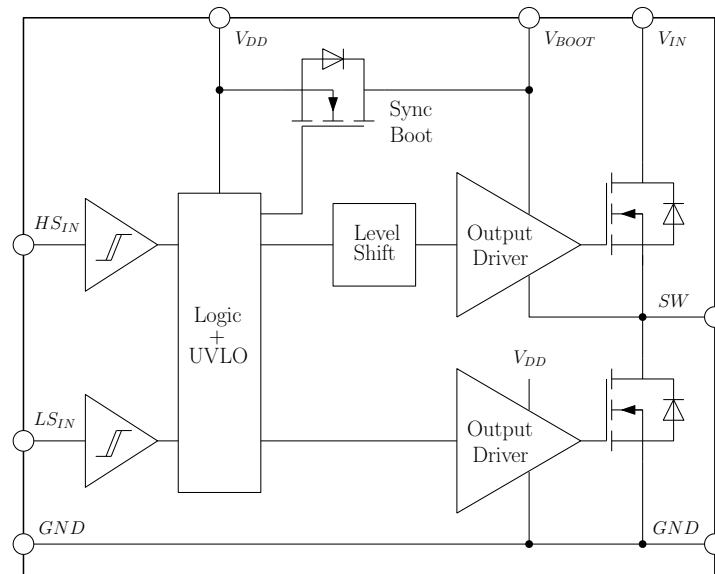 V_DD
V_BOOT
V_IN
Sync
Boot
HS_IN
Level
Shift
Output
Driver
SW
Logic
+
UVLO
V_DD
LS_IN
Output
Driver
GND
GND